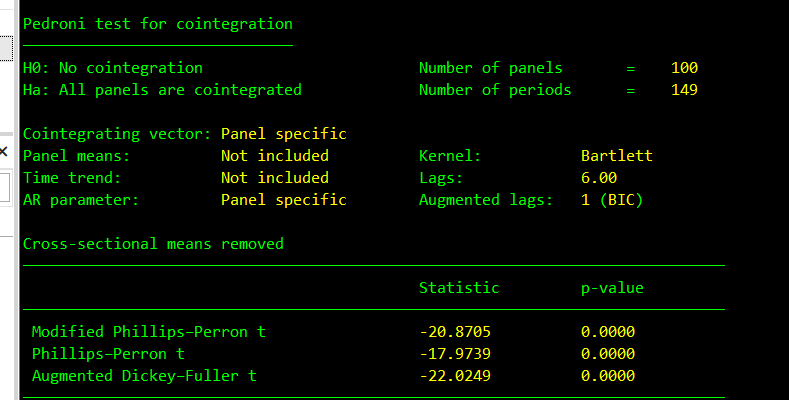 Pedroni test for cointegration
H0: No cointegration Number of panels = 100
Ha: All panels are cointegrated Number of periods = 149
Cointegrating vector: Panel specific
Panel means: Not included Kernel: Bartlett
Time trend: Not included Lags: 6.00
AR parameter: Panel specific Augmented lags: 1 (BIC)
Cross-sectional means removed
Statistic p-value
Modified Phillips–Perron t -20.8705 0.0000
Phillips–Perron t -17.9739 0.0000
Augmented Dickey–Fuller t -22.0249 0.0000